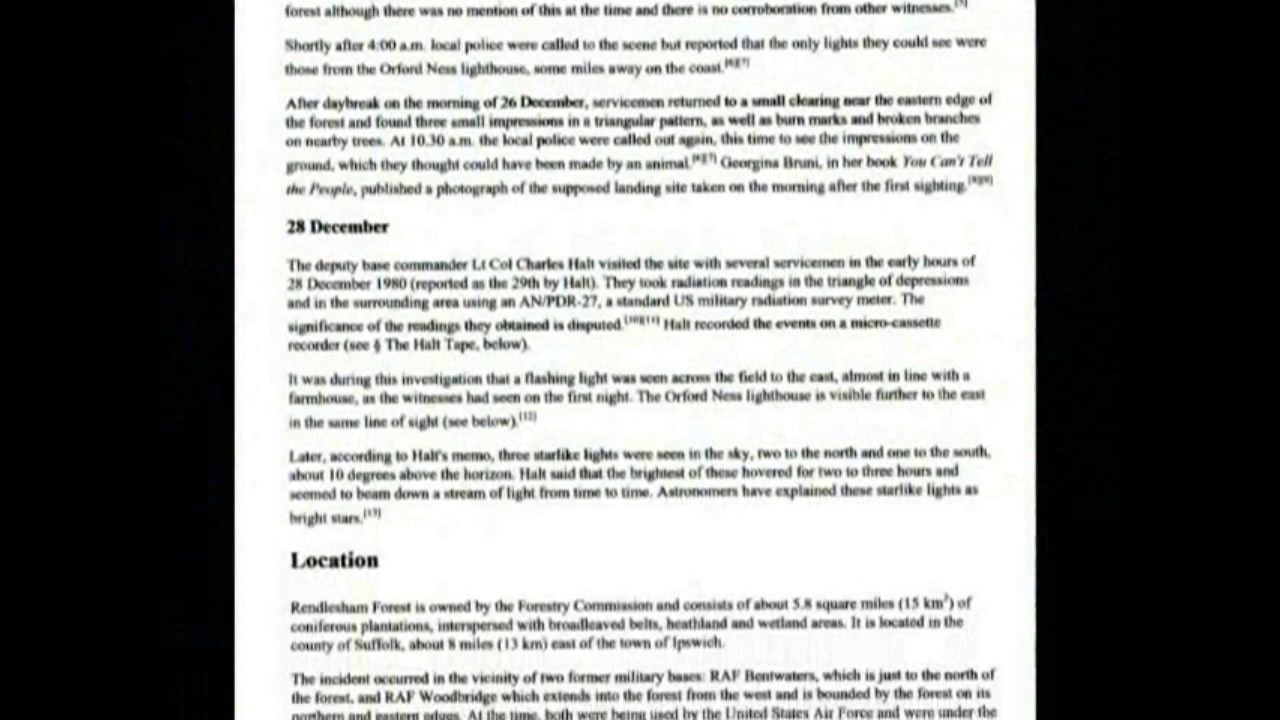 forest although there was no mention of this at the time and there is no corroboration from other witnesses.[5]
Shortly after 4:00 a.m. local police were called to the scene but reported that the only lights they could see were
those from the Orford Ness lighthouse, some miles away on the coast.[6][7]
After daybreak on the morning of 26 December, servicemen returned to a small clearing near the eastern edge of
the forest and found three small impressions in a triangular pattern, as well as burn marks and broken branches
on nearby trees. At 10.30 a.m. the local police were called out again, this time to see the impressions on the
ground, which they thought could have been made by an animal.[6][7] Georgina Bruni, in her book You Can't Tell
the People, published a photograph of the supposed landing site taken on the morning after the first sighting.[8][9]
28 December
The deputy base commander Lt Col Charles Halt visited the site with several servicemen in the early hours of
28 December 1980 (reported as the 29th by Halt). They took radiation readings in the triangle of depressions
and in the surrounding area using an AN/PDR-27, a standard US military radiation survey meter. The
significance of the readings they obtained is disputed.[10][11] Halt recorded the events on a micro-cassette
recorder (see § The Halt Tape, below).
It was during this investigation that a flashing light was seen across the field to the east, almost in line with a
farmhouse, as the witnesses had seen on the first night. The Orford Ness lighthouse is visible further to the east
in the same line of sight (see below).[12]
Later, according to Halt's memo, three starlike lights were seen in the sky, two to the north and one to the south,
about 10 degrees above the horizon. Halt said that the brightest of these hovered for two to three hours and
seemed to beam down a stream of light from time to time. Astronomers have explained these starlike lights as
bright stars.[13]
Location
Rendlesham Forest is owned by the Forestry Commission and consists of about 5.8 square miles (15 km²) of
coniferous plantations, interspersed with broadleaved belts, heathland and wetland areas. It is located in the
county of Suffolk, about 8 miles (13 km) east of the town of Ipswich.
The incident occurred in the vicinity of two former military bases: RAF Bentwaters, which is just to the north of
the forest, and RAF Woodbridge which extends into the forest from the west and is bounded by the forest on its
northern and eastern edges. At the time, both were being used by the United States Air Force and were under the